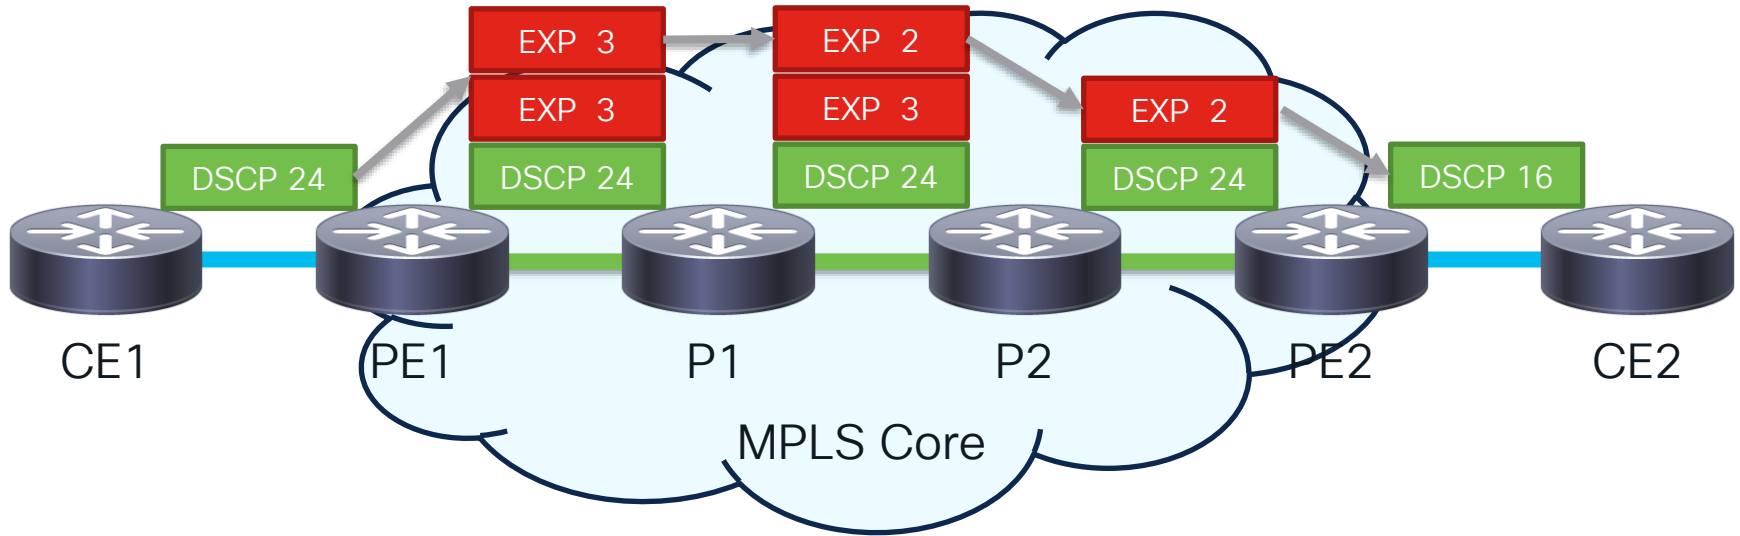 EXP 3
EXP 2
EXP 3
EXP 3
EXP 2
DSCP 24
DSCP 24
DSCP 24
DSCP 24
DSCP 16
CE1
PE1
P1
P2
PE2
CE2
MPLS Core